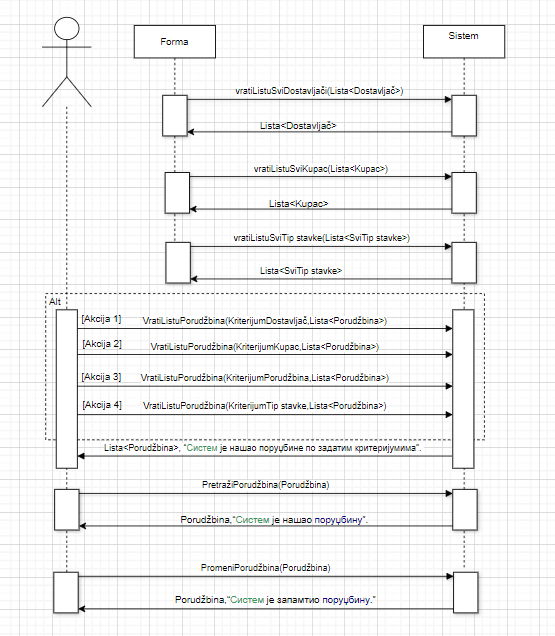 Forma
Sistem
vratiListuSviDostavljači(Lista<Dostavljač>)
Lista<Dostavljač>
vratiListuSviKupac(Lista<Kupac>)
Lista<Kupac>
vratiListuSviTip stavke(Lista<SviTip stavke>)
Lista<SviTip stavke>
Alt
[Akcija 1] VratiListuPorudžbina(KriterijumDostavljač,Lista<Porudžbina>)
[Akcija 2] VratiListuPorudžbina(KriterijumKupac,Lista<Porudžbina>)
[Akcija 3] VratiListuPorudžbina(KriterijumPorudžbina,Lista<Porudžbina>)
[Akcija 4] VratiListuPorudžbina(KriterijumTip stavke,Lista<Porudžbina>)
Lista<Porudžbina>, "Систем је нашао поруџбине по задатим критеријумима".
PretražiPorudžbina(Porudžbina)
Porudžbina,"Систем је нашао поруџбину".
PromeniPorudžbina(Porudžbina)
Porudžbina,"Систем је запамтио поруџбину."